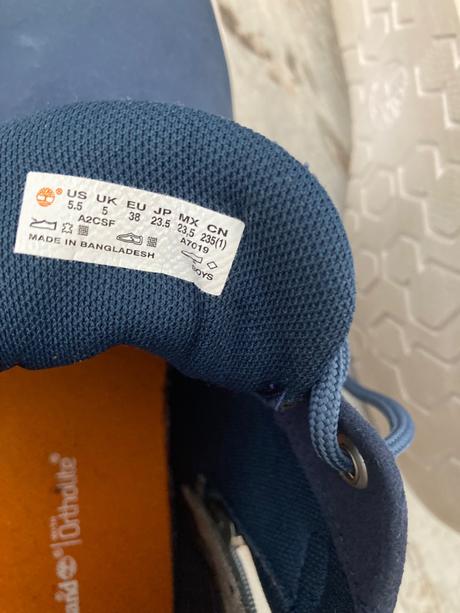 ® US UK EU JP MX CN
5.5 5 38 23.5 23,5 235(1)
A2CSF A7019
MADE IN BANGLADESH BOYS
Ortholite®